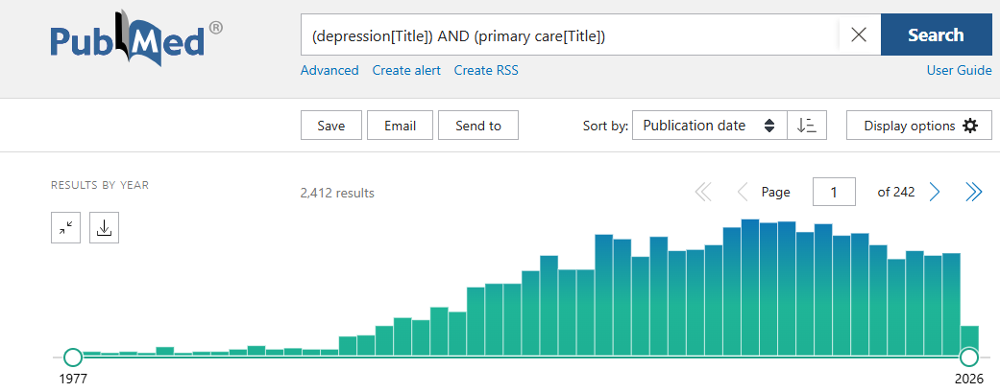 PubMed®
(depression[Title]) AND (primary care[Title])
Search
Advanced Create alert Create RSS
User Guide
Save Email Send to
Sort by: Publication date
Display options
RESULTS BY YEAR
2,412 results
Page 1 of 242
1977
2026